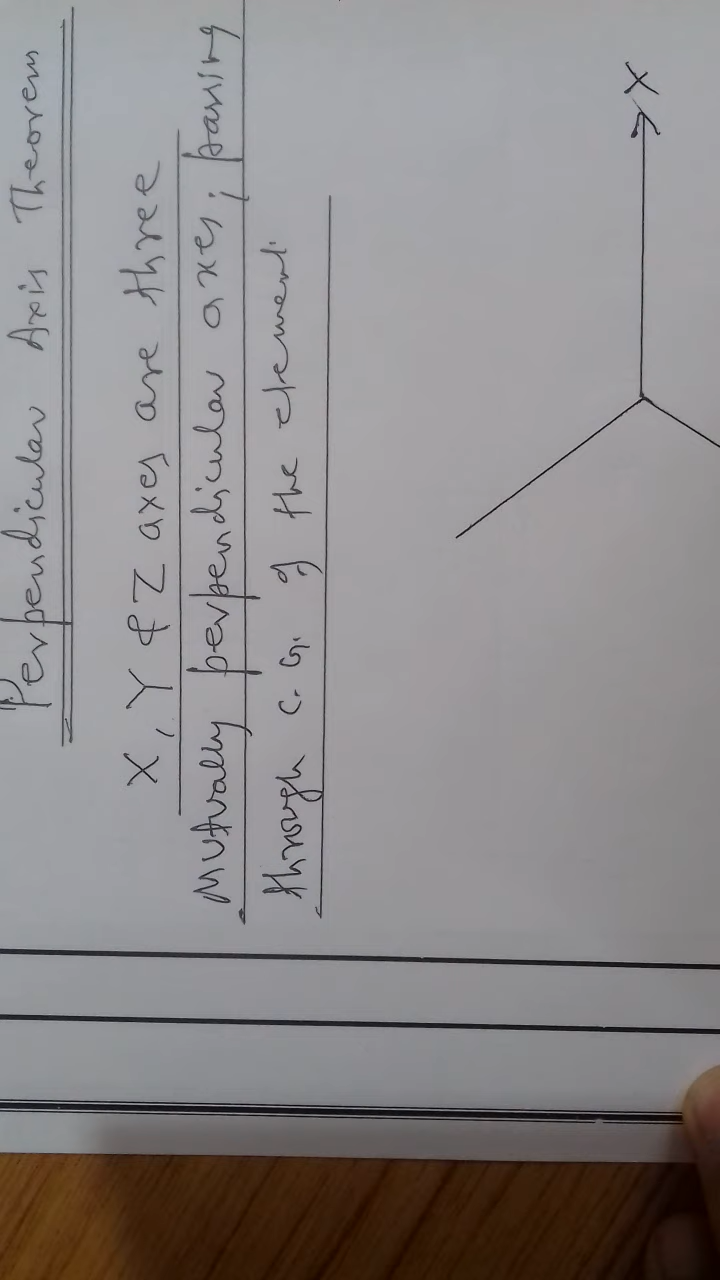 Perpendicular Axis Theorem
X, Y & Z axes are three
Mutually perpendicular axes, passing
through C.G. of the element.
X